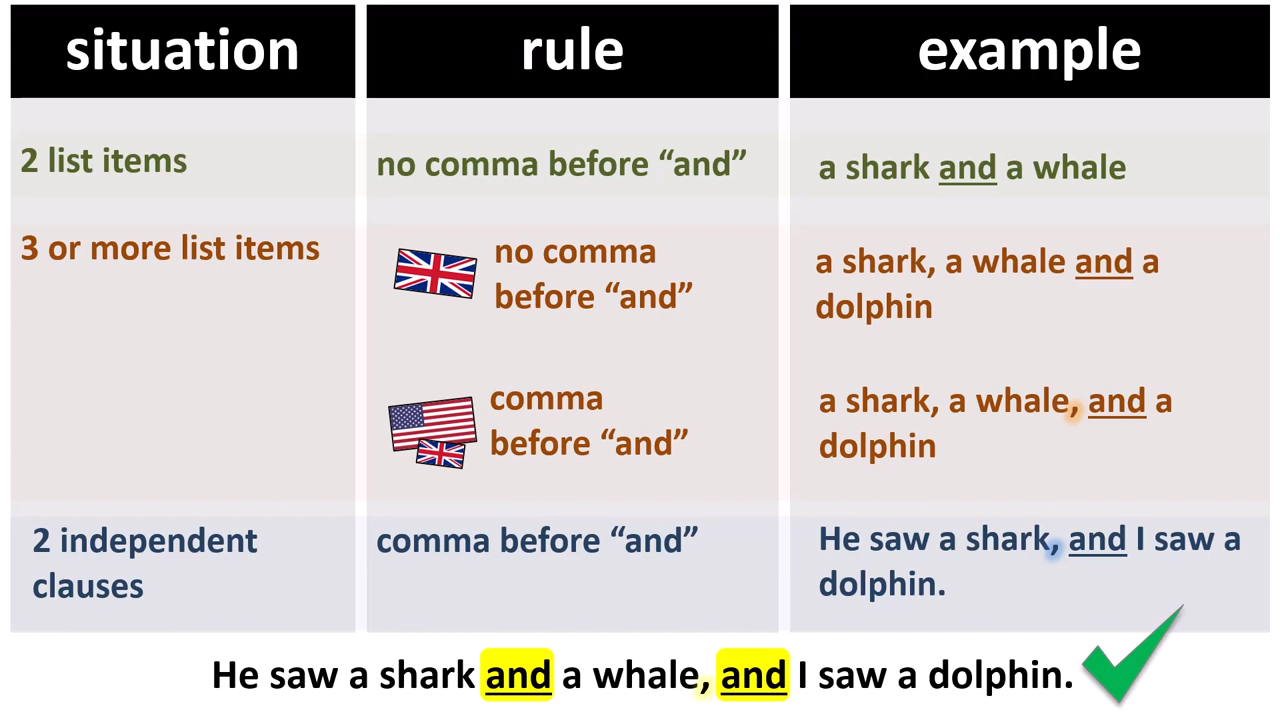 situation
rule
example
2 list items
no comma before “and”
a shark and a whale
3 or more list items
no comma
before “and”
a shark, a whale and a
dolphin
comma
before “and”
a shark, a whale, and a
dolphin
2 independent
clauses
comma before “and”
He saw a shark, and I saw a
dolphin.
He saw a shark and a whale, and I saw a dolphin.